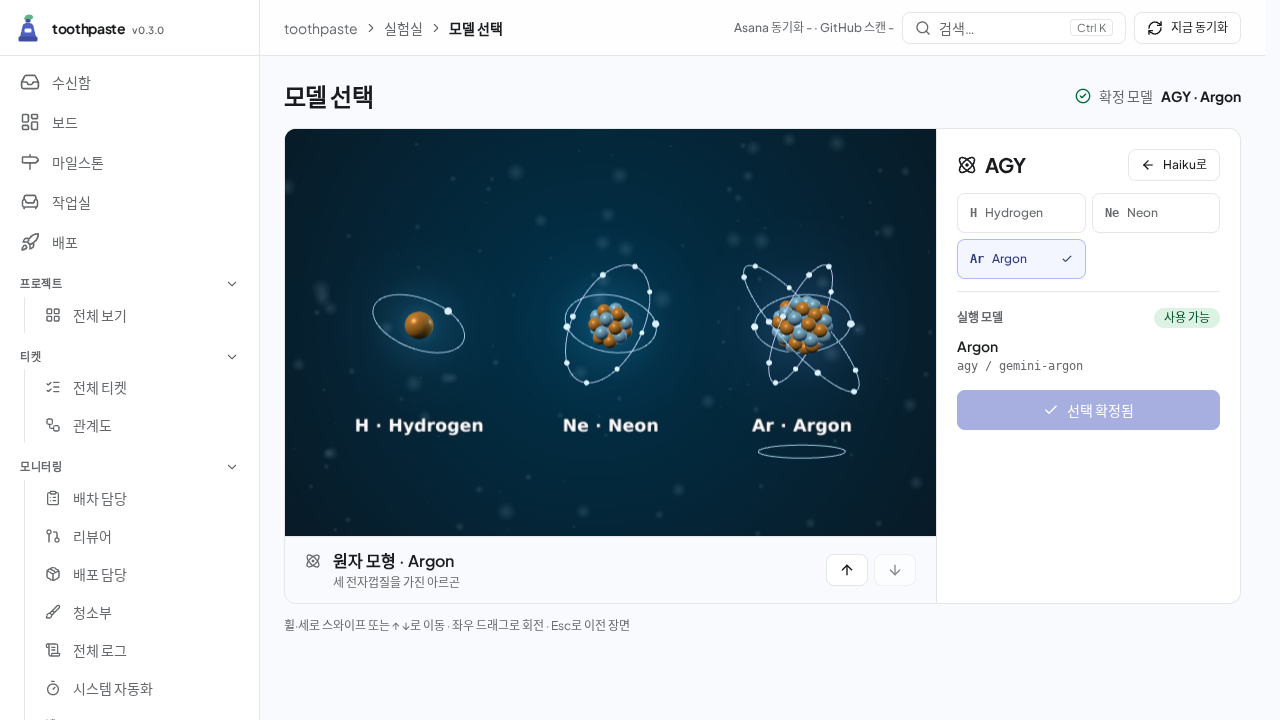 toothpaste v0.3.0
toothpaste > 실험실 > 모델 선택
Asana 동기화 - · GitHub 스캔 -
검색...
Ctrl K
지금 동기화
수신함
보드
마일스톤
작업실
배포
프로젝트
전체 보기
티켓
전체 티켓
관계도
모니터링
배차 담당
리뷰어
배포 담당
청소부
전체 로그
시스템 자동화
모델 선택
확정 모델 AGY · Argon
H · Hydrogen
Ne · Neon
Ar · Argon
원자 모형 · Argon
세 전자껍질을 가진 아르곤
휠·세로 스와이프 또는 ↑ ↓로 이동 · 좌우 드래그로 회전 · Esc로 이전 장면
AGY
← Haiku로
H Hydrogen
Ne Neon
Ar Argon
실행 모델
사용 가능
Argon
agy / gemini-argon
선택 확정됨